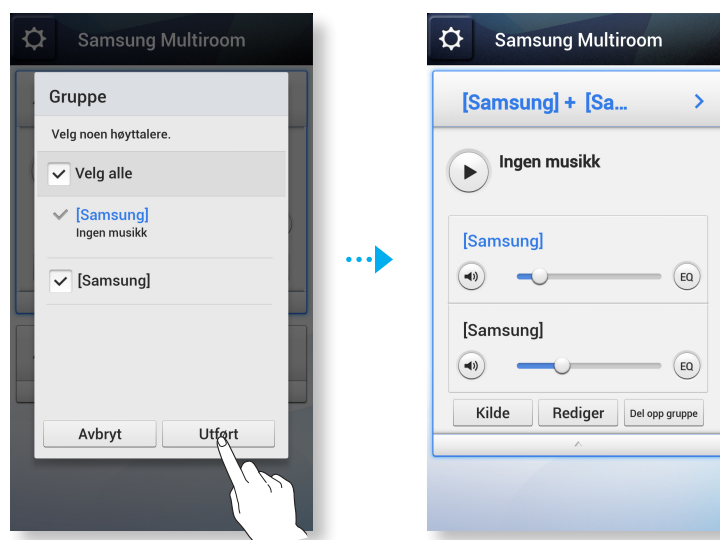 Samsung Multiroom
Gruppe
Velg noen høyttalere.
Velg alle
[Samsung]
Ingen musikk
[Samsung]
Avbryt
Utført
Samsung Multiroom
[Samsung] + [Sa...
Ingen musikk
[Samsung]
EQ
[Samsung]
EQ
Kilde
Rediger
Del opp gruppe